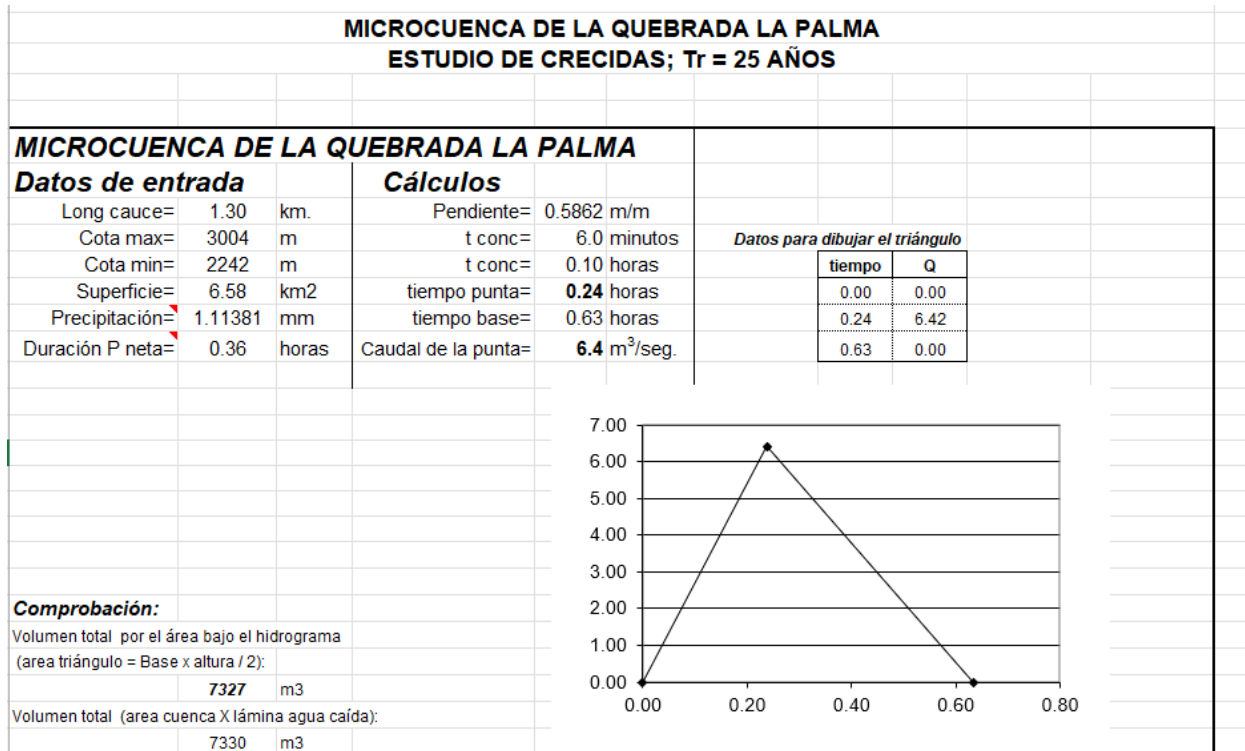 MICROCUENCA DE LA QUEBRADA LA PALMA
ESTUDIO DE CRECIDAS; Tr = 25 AÑOS
MICROCUENCA DE LA QUEBRADA LA PALMA
Datos de entrada Cálculos
Long cauce= 1.30 km. Pendiente= 0.5862 m/m
Cota max= 3004 m t conc= 6.0 minutos Datos para dibujar el triángulo
Cota min= 2242 m t conc= 0.10 horas tiempo Q
Superficie= 6.58 km2 tiempo punta= 0.24 horas 0.00 0.00
Precipitación= 1.11381 mm tiempo base= 0.63 horas 0.24 6.42
Duración P neta= 0.36 horas Caudal de la punta= 6.4 m³/seg. 0.63 0.00
7.00
6.00
5.00
4.00
3.00
2.00
1.00
0.00
0.00 0.20 0.40 0.60 0.80
Comprobación:
Volumen total por el área bajo el hidrograma
(area triángulo = Base x altura / 2):
7327 m3
Volumen total (area cuenca X lámina agua caída):
7330 m3